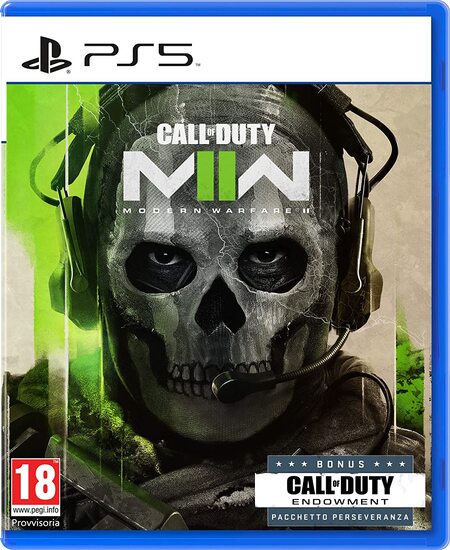 PS5
CALL OF DUTY
MIIW
MODERN WARFARE II
18
www.pegi.info
Provvisoria
BONUS
CALL OF DUTY
ENDOWMENT
PACCHETTO PERSEVERANZA